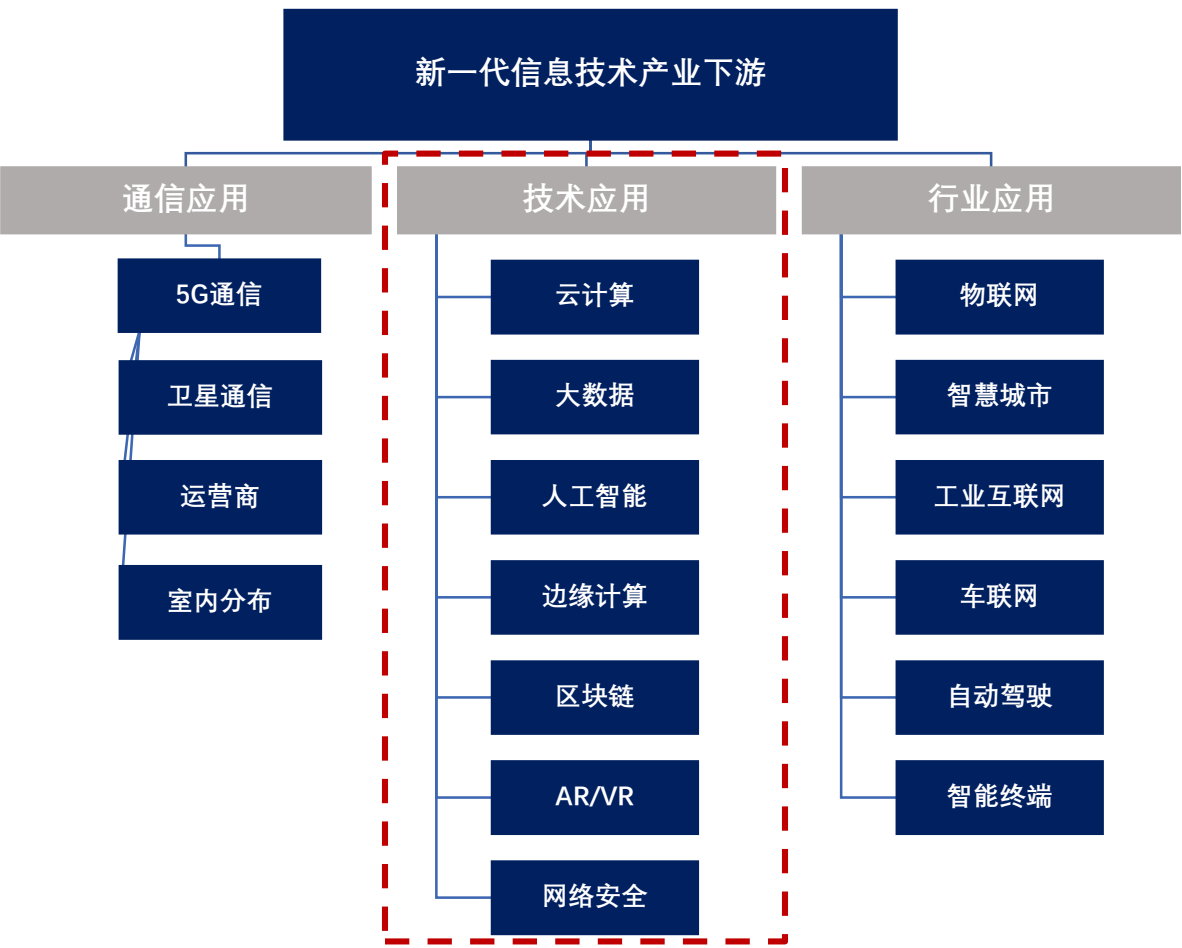 新一代信息技术产业下游
通信应用
5G通信
卫星通信
运营商
室内分布
技术应用
云计算
大数据
人工智能
边缘计算
区块链
AR/VR
网络安全
行业应用
物联网
智慧城市
工业互联网
车联网
自动驾驶
智能终端